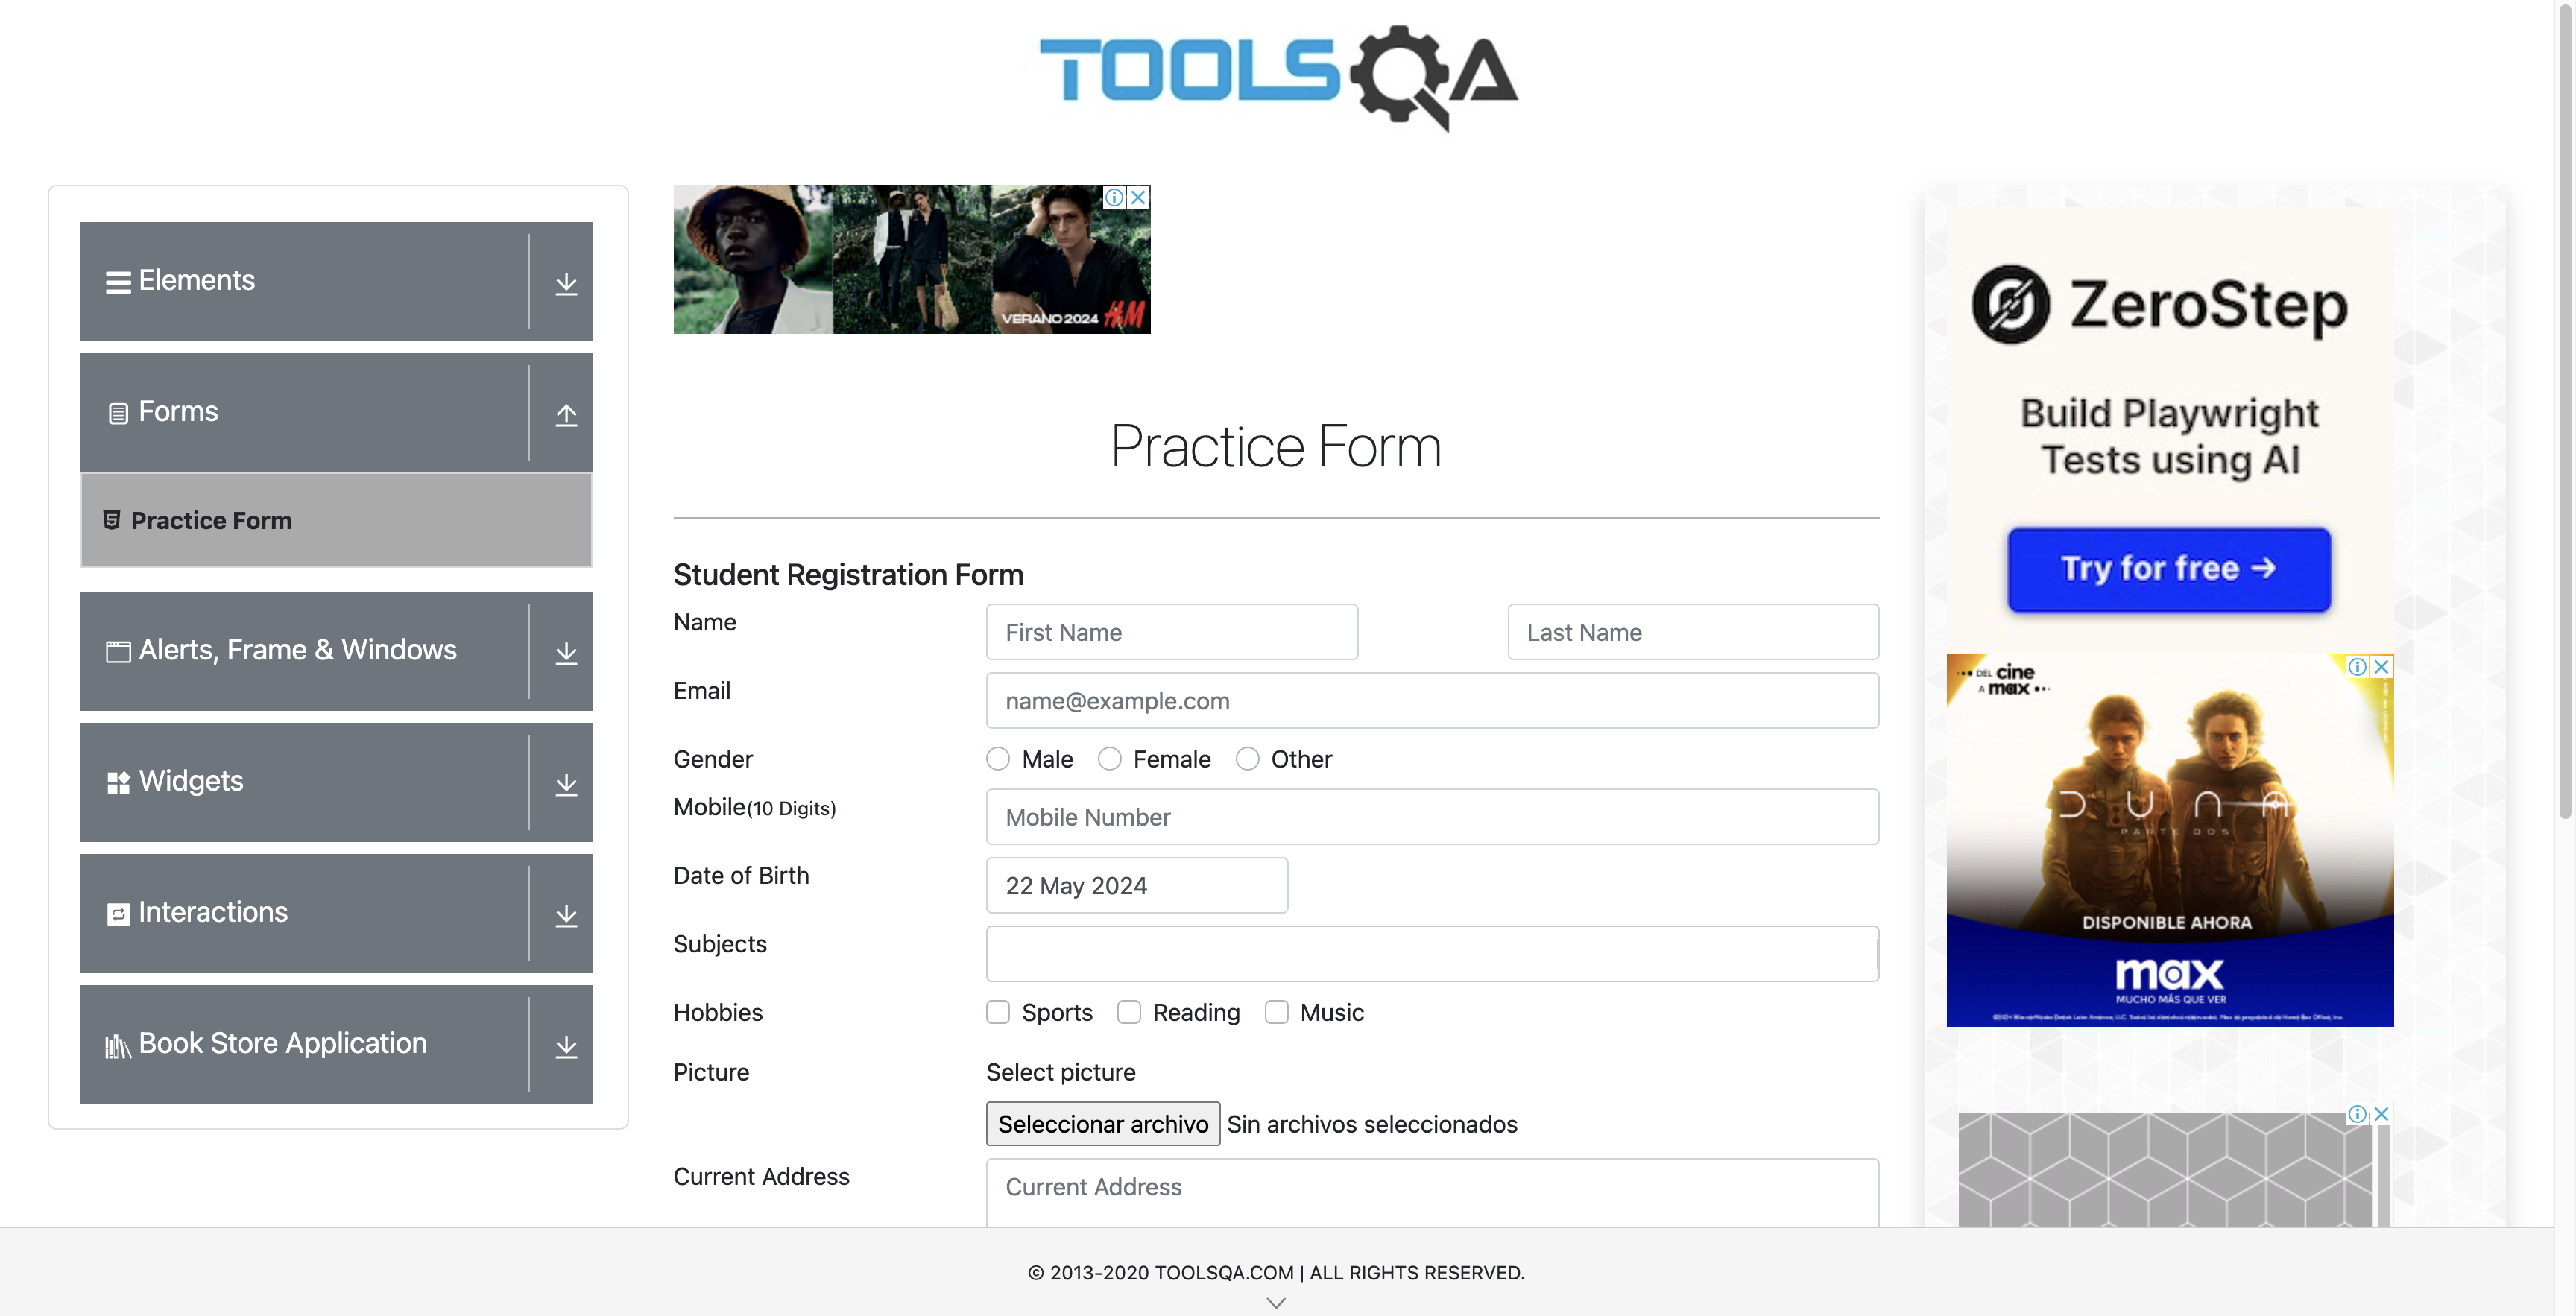 TOOLSQA
Elements
Forms
Practice Form
Alerts, Frame & Windows
Widgets
Interactions
Book Store Application
VERANO 2024 H&M
Practice Form
Student Registration Form
Name
First Name
Last Name
Email
name@example.com
Gender
Male
Female
Other
Mobile(10 Digits)
Mobile Number
Date of Birth
22 May 2024
Subjects
Hobbies
Sports
Reading
Music
Picture
Select picture
Seleccionar archivo Sin archivos seleccionados
Current Address
Current Address
ZeroStep
Build Playwright
Tests using AI
Try for free →
DEL cine
A max
DUNA
PARTE DOS
DISPONIBLE AHORA
max
MUCHO MÁS QUE VER
© 2013-2020 TOOLSQA.COM | ALL RIGHTS RESERVED.